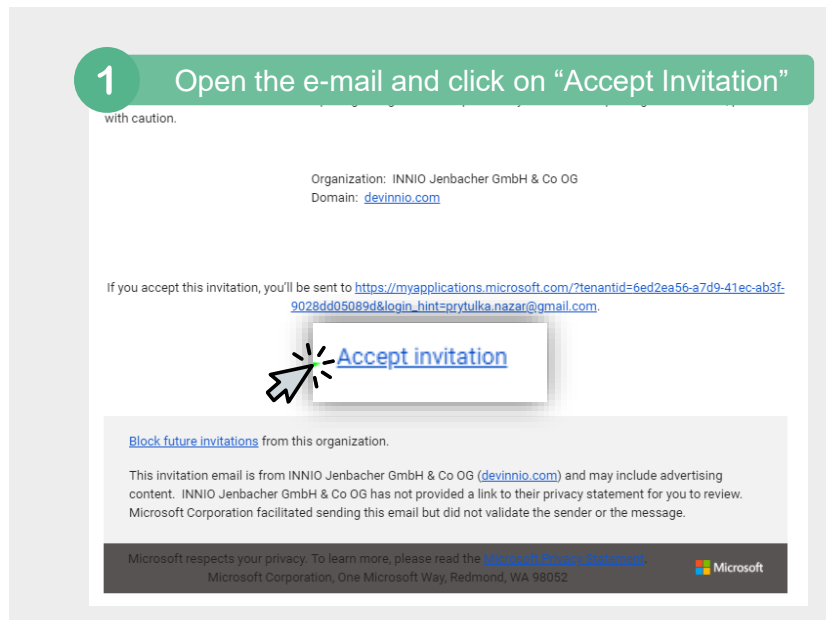 1 Open the e-mail and click on “Accept Invitation”
with caution.
Organization: INNIO Jenbacher GmbH & Co OG
Domain: devinnio.com
If you accept this invitation, you’ll be sent to https://myapplications.microsoft.com/?tenantid=6ed2ea56-a7d9-41ec-ab3f-
9028dd05089d&login_hint=prytulka.nazar@gmail.com.
Accept invitation
Block future invitations from this organization.
This invitation email is from INNIO Jenbacher GmbH & Co OG (devinnio.com) and may include advertising
content. INNIO Jenbacher GmbH & Co OG has not provided a link to their privacy statement for you to review.
Microsoft Corporation facilitated sending this email but did not validate the sender or the message.
Microsoft respects your privacy. To learn more, please read the Microsoft Privacy Statement.
Microsoft Corporation, One Microsoft Way, Redmond, WA 98052
Microsoft